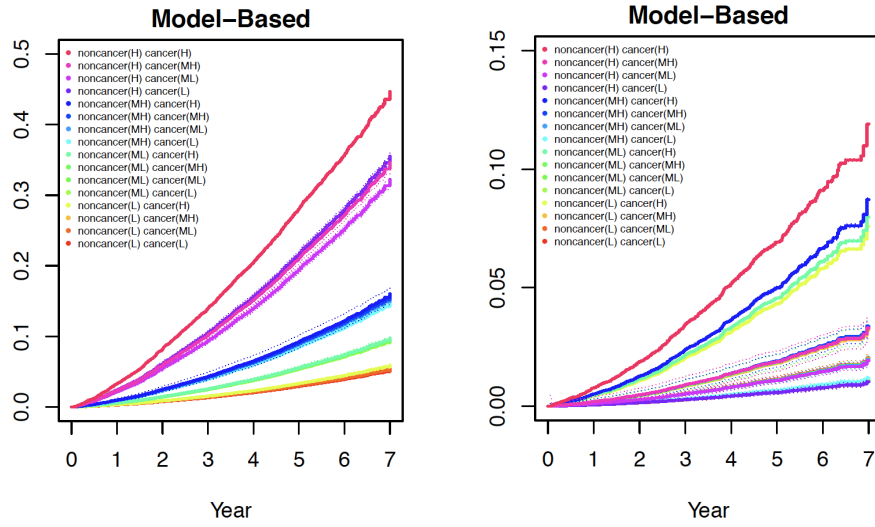 Model-Based
0.5
0.4
0.3
0.2
0.1
0.0
noncancer(H) cancer(H)
noncancer(H) cancer(MH)
noncancer(H) cancer(ML)
noncancer(H) cancer(L)
noncancer(MH) cancer(H)
noncancer(MH) cancer(MH)
noncancer(MH) cancer(ML)
noncancer(MH) cancer(L)
noncancer(ML) cancer(H)
noncancer(ML) cancer(MH)
noncancer(ML) cancer(ML)
noncancer(ML) cancer(L)
noncancer(L) cancer(H)
noncancer(L) cancer(MH)
noncancer(L) cancer(ML)
noncancer(L) cancer(L)
0 1 2 3 4 5 6 7
Year
Model-Based
0.15
0.10
0.05
0.00
noncancer(H) cancer(H)
noncancer(H) cancer(MH)
noncancer(H) cancer(ML)
noncancer(H) cancer(L)
noncancer(MH) cancer(H)
noncancer(MH) cancer(MH)
noncancer(MH) cancer(ML)
noncancer(MH) cancer(L)
noncancer(ML) cancer(H)
noncancer(ML) cancer(MH)
noncancer(ML) cancer(ML)
noncancer(ML) cancer(L)
noncancer(L) cancer(H)
noncancer(L) cancer(MH)
noncancer(L) cancer(ML)
noncancer(L) cancer(L)
0 1 2 3 4 5 6 7
Year